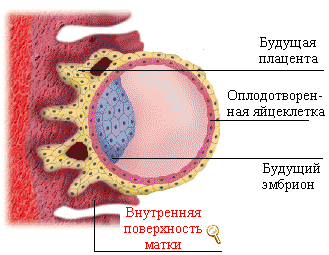 Будущая
плацента
Оплодотворен-
ная яйцеклетка
Будущий
эмбрион
Внутренняя
поверхность
матки